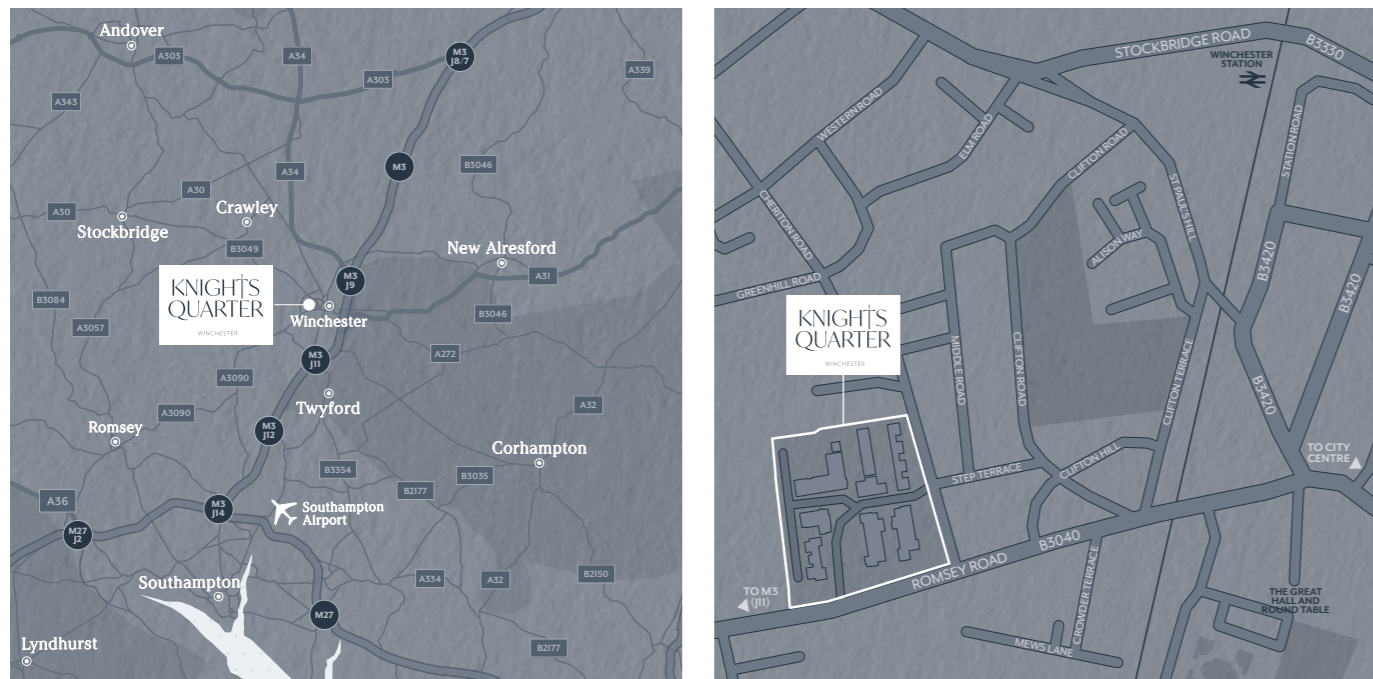 Andover
A303
A34
M3
J8/7
A303
A339
A343
M3
B3046
A34
A30
Crawley
A30
Stockbridge
B3049
New Alresford
A31
M3
J9
KNIGHTS
QUARTER
WINCHESTER
Winchester
B3084
A3057
B3046
M3
J11
A272
A3090
Twyford
A32
A3090
Romsey
M3
J12
Corhampton
B3354
B3035
B2177
A36
M3
J14
Southampton
Airport
M27
J2
Southampton
A334
A32
B2150
M27
Lyndhurst
B2177
STOCKBRIDGE ROAD
B3330
WINCHESTER
STATION
WESTERN ROAD
ELM ROAD
CLIFTON ROAD
STATION ROAD
CHERITON ROAD
ST PAUL'S HILL
ALISON WAY
B3420
B3420
GREENHILL ROAD
KNIGHTS
QUARTER
WINCHESTER
MIDDLE ROAD
CLIFTON ROAD
CLIFTON TERRACE
B3420
TO CITY
CENTRE
STEP TERRACE
CLIFTON HILL
B3040
ROMSEY ROAD
TO M3
(J11)
CROWDER TERRACE
MEWS LANE
THE GREAT
HALL AND
ROUND TABLE